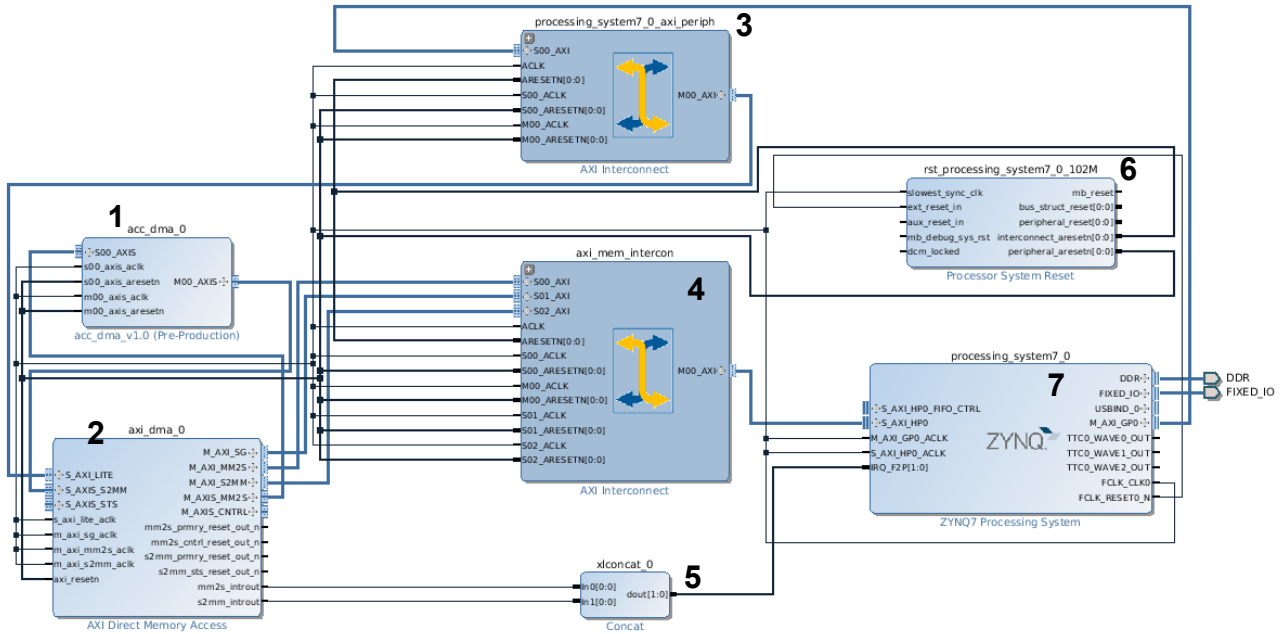 processing_system7_0_axi_periph
3
S00_AXI
ACLK
ARESETN[0:0]
S00_ACLK
S00_ARESETN[0:0]
M00_ACLK
M00_ARESETN[0:0]
M00_AXI
AXI Interconnect
rst_processing_system7_0_102M
6
slowest_sync_clk
ext_reset_in
aux_reset_in
mb_debug_sys_rst
dcm_locked
mb_reset
bus_struct_reset[0:0]
peripheral_reset[0:0]
interconnect_aresetn[0:0]
peripheral_aresetn[0:0]
Processor System Reset
1
acc_dma_0
S00_AXIS
s00_axis_aclk
s00_axis_aresetn
m00_axis_aclk
m00_axis_aresetn
M00_AXIS
acc_dma_v1.0 (Pre-Production)
axi_mem_intercon
4
S00_AXI
S01_AXI
S02_AXI
ACLK
ARESETN[0:0]
S00_ACLK
S00_ARESETN[0:0]
M00_ACLK
M00_ARESETN[0:0]
S01_ACLK
S01_ARESETN[0:0]
S02_ACLK
S02_ARESETN[0:0]
M00_AXI
AXI Interconnect
processing_system7_0
7
S_AXI_HP0_FIFO_CTRL
S_AXI_HP0
M_AXI_GP0_ACLK
S_AXI_HP0_ACLK
IRQ_F2P[1:0]
ZYNQ
DDR
FIXED_IO
USBIND_0
M_AXI_GP0
TTC0_WAVE0_OUT
TTC0_WAVE1_OUT
TTC0_WAVE2_OUT
FCLK_CLK0
FCLK_RESET0_N
DDR
FIXED_IO
ZYNQ7 Processing System
2
axi_dma_0
S_AXI_LITE
S_AXIS_S2MM
S_AXIS_STS
s_axi_lite_aclk
m_axi_sg_aclk
m_axi_mm2s_aclk
m_axi_s2mm_aclk
axi_resetn
M_AXI_SG
M_AXI_MM2S
M_AXI_S2MM
M_AXIS_MM2S
M_AXIS_CNTRL
mm2s_prmry_reset_out_n
mm2s_cntrl_reset_out_n
s2mm_prmry_reset_out_n
s2mm_sts_reset_out_n
mm2s_introut
s2mm_introut
AXI Direct Memory Access
xlconcat_0
5
In0[0:0]
In1[0:0]
dout[1:0]
Concat